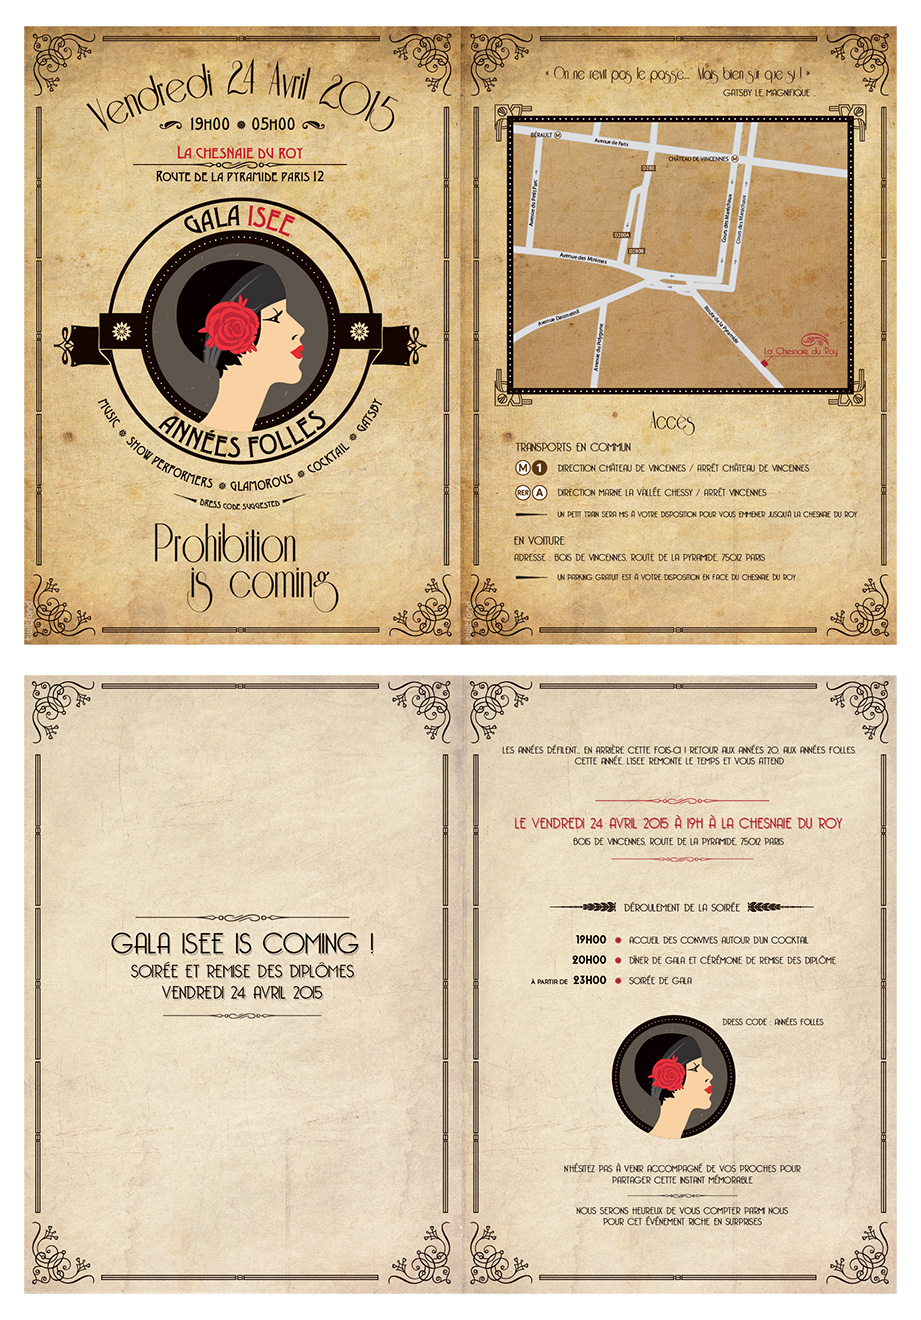 Vendredi 24 Avril 2015
19H00 05H00
LA CHESNAIE DU ROY
ROUTE DE LA PYRAMIDE PARIS 12
GALA ISEE
ANNÉES FOLLES
MUSIC SHOW PERFORMERS GLAMOROUS COCKTAIL GATSBY
DRESS CODE SUGGESTED
Prohibition
is coming
« On ne revit pas le passé... Mais bien sûr que si ! »
GATSBY LE MAGNIFIQUE ...
BÉRAULT M
Avenue de Paris
CHÂTEAU DE VINCENNES M
D200
Avenue du Petit Parc
Cours des Maréchaux
Cours des Maréchaux
D200A
D200B
Avenue des Minimes
Avenue Daumesnil
Avenue du Polygone
Route de la Pyramide
La Chesnaie du Roy
Accès
TRANSPORTS EN COMMUN
M 1 DIRECTION CHÂTEAU DE VINCENNES / ARRÊT CHÂTEAU DE VINCENNES
RER A DIRECTION MARNE LA VALLÉE CHESSY / ARRÊT VINCENNES
UN PETIT TRAIN SERA MIS À VOTRE DISPOSITION POUR VOUS EMMENER JUSQU'À LA CHESNAIE DU ROY
EN VOITURE
ADRESSE : BOIS DE VINCENNES, ROUTE DE LA PYRAMIDE, 75012 PARIS
UN PARKING GRATUIT EST À VOTRE DISPOSITION EN FACE DU CHESNAIE DU ROY
GALA ISEE IS COMING !
SOIRÉE ET REMISE DES DIPLÔMES
VENDREDI 24 AVRIL 2015
LES ANNÉES DÉFILENT... EN ARRIÈRE CETTE FOIS-CI ! RETOUR AUX ANNÉES 20, AUX ANNÉES FOLLES,
CETTE ANNÉE, L'ISEE REMONTE LE TEMPS ET VOUS ATTEND
LE VENDREDI 24 AVRIL 2015 À 19H À LA CHESNAIE DU ROY
BOIS DE VINCENNES, ROUTE DE LA PYRAMIDE, 75012 PARIS
DÉROULEMENT DE LA SOIRÉE
19H00 ACCUEIL DES CONVIVES AUTOUR D'UN COCKTAIL
20H00 DÎNER DE GALA ET CÉRÉMONIE DE REMISE DES DIPLÔME
À PARTIR DE 23H00 SOIRÉE DE GALA
DRESS CODE : ANNÉES FOLLES
N'HÉSITEZ PAS À VENIR ACCOMPAGNÉ DE VOS PROCHES POUR
PARTAGER CETTE INSTANT MÉMORABLE
NOUS SERONS HEUREUX DE VOUS COMPTER PARMI NOUS
POUR CET ÉVÉNEMENT RICHE EN SURPRISES